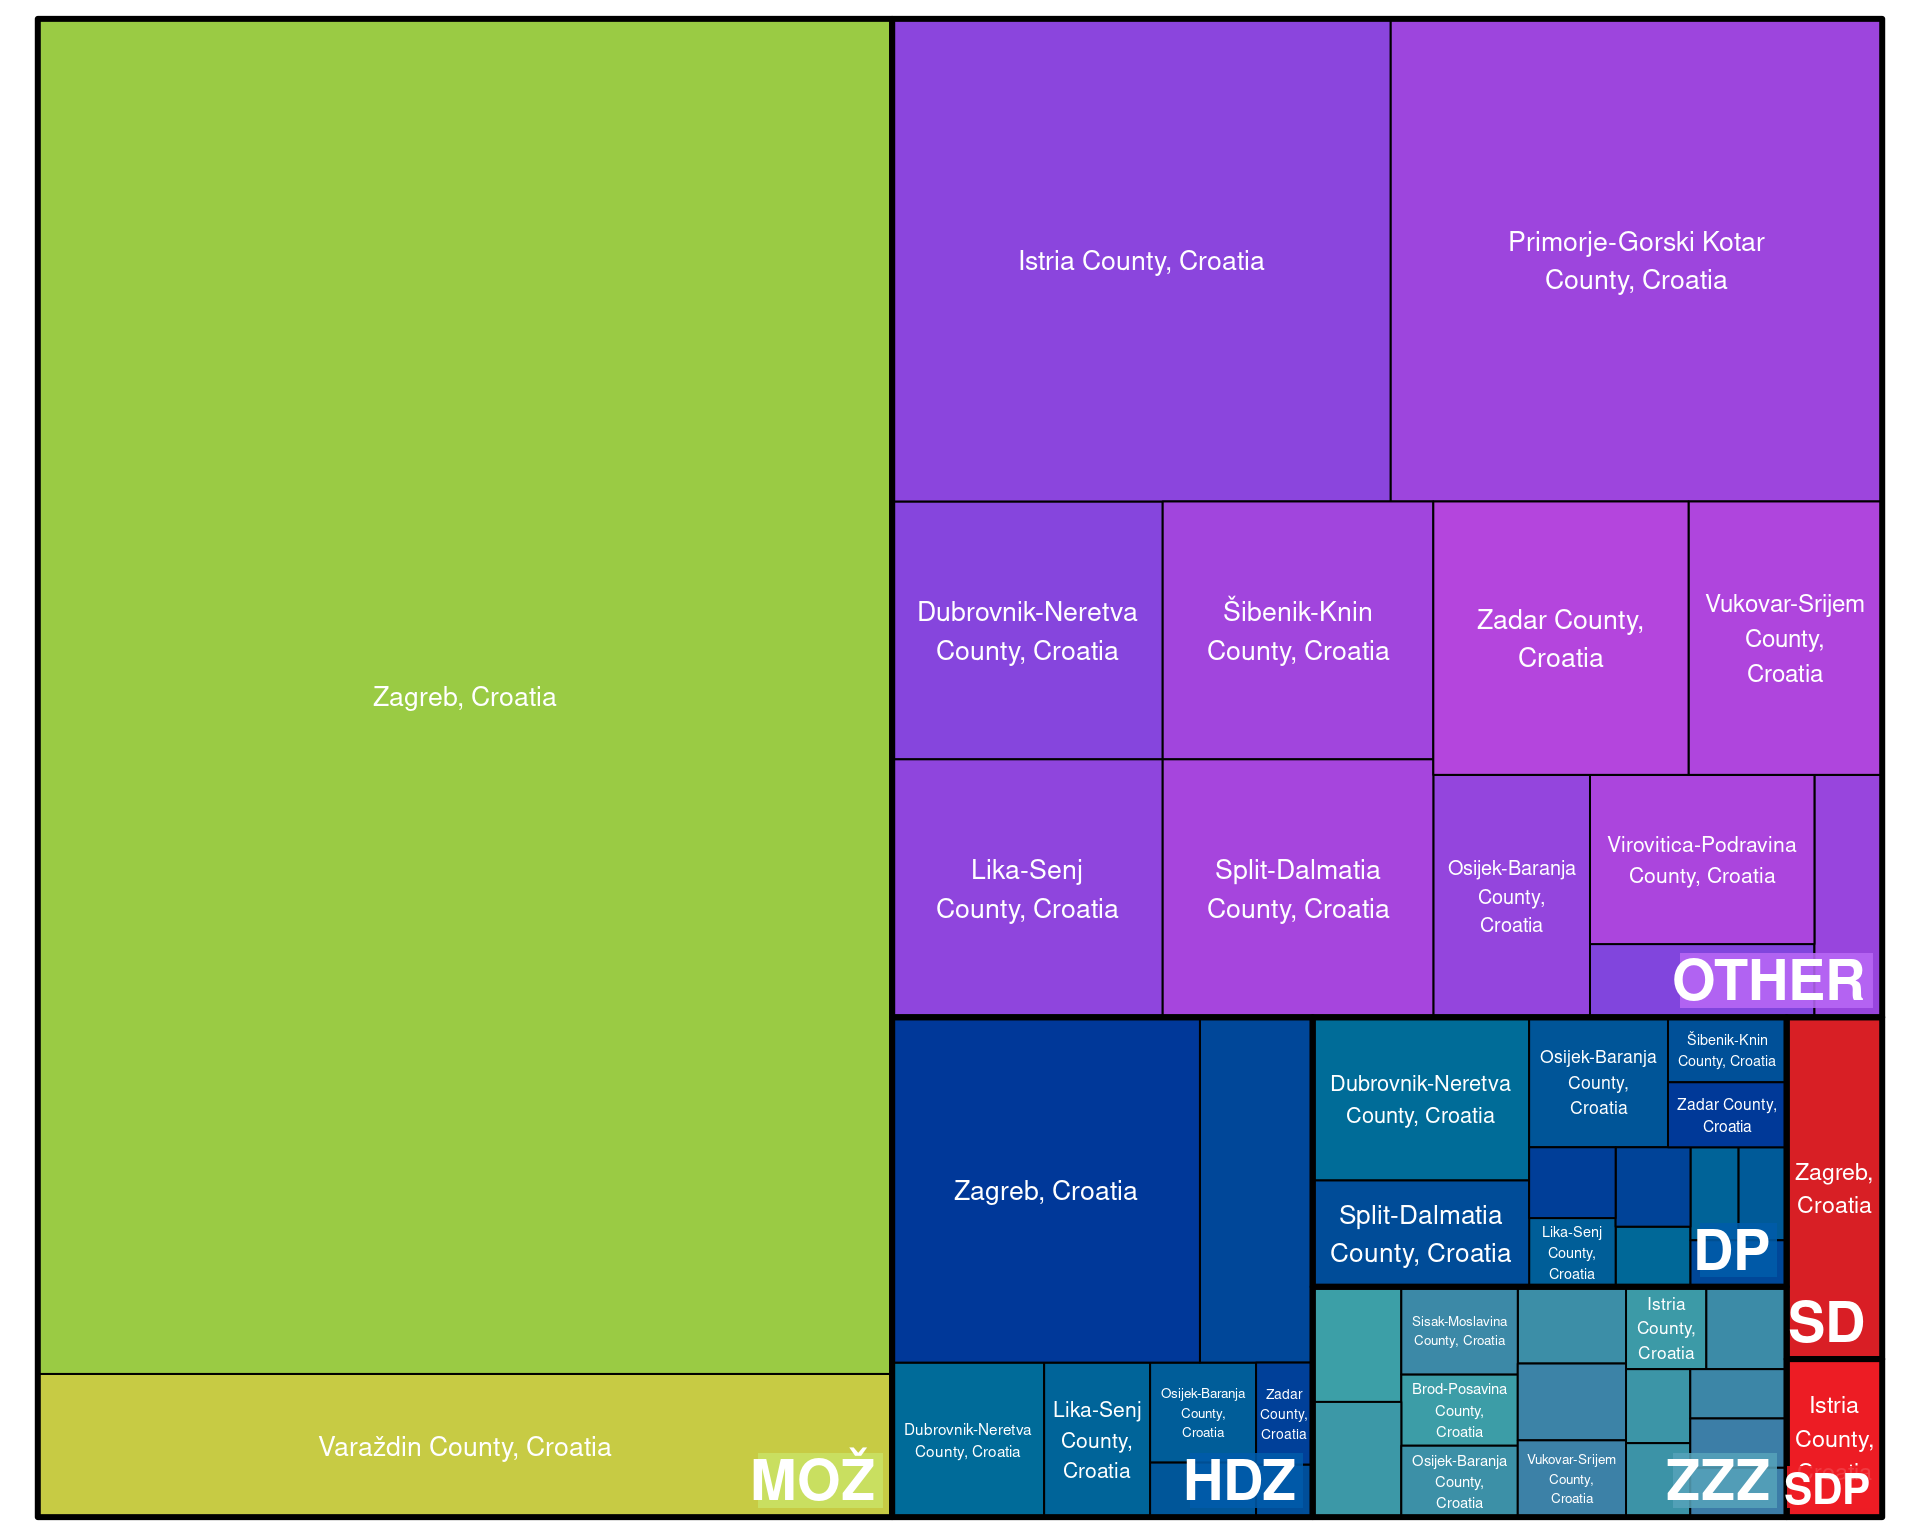 Zagreb, Croatia
Varaždin County, Croatia
MOŽ
Istria County, Croatia
Primorje-Gorski Kotar
County, Croatia
Dubrovnik-Neretva
County, Croatia
Šibenik-Knin
County, Croatia
Zadar County,
Croatia
Vukovar-Srijem
County,
Croatia
Lika-Senj
County, Croatia
Split-Dalmatia
County, Croatia
Osijek-Baranja
County,
Croatia
Virovitica-Podravina
County, Croatia
OTHER
Zagreb, Croatia
Dubrovnik-Neretva
County, Croatia
Lika-Senj
County,
Croatia
Osijek-Baranja
County,
Croatia
Zadar
County,
Croatia
HDZ
Dubrovnik-Neretva
County, Croatia
Split-Dalmatia
County, Croatia
Osijek-Baranja
County,
Croatia
Šibenik-Knin
County, Croatia
Zadar County,
Croatia
Lika-Senj
County,
Croatia
DP
Sisak-Moslavina
County, Croatia
Brod-Posavina
County,
Croatia
Osijek-Baranja
County,
Croatia
Vukovar-Srijem
County,
Croatia
Istria
County,
Croatia
ZZZ
Zagreb,
Croatia
SD
Istria
County,
Croatia
SDP